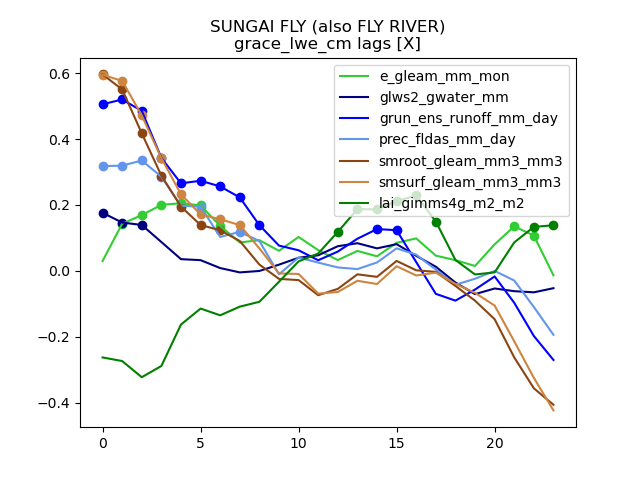 SUNGAI FLY (also FLY RIVER)
grace_lwe_cm lags [X]
e_gleam_mm_mon
glws2_gwater_mm
grun_ens_runoff_mm_day
prec_fldas_mm_day
smroot_gleam_mm3_mm3
smsurf_gleam_mm3_mm3
lai_gimms4g_m2_m2
0.6
0.4
0.2
0.0
−0.2
−0.4
0 5 10 15 20